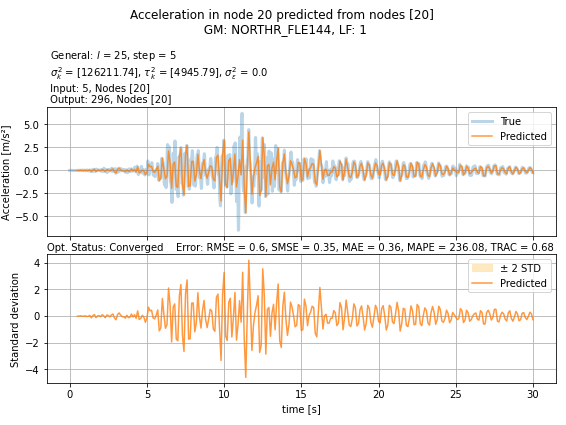 Acceleration in node 20 predicted from nodes [20]
GM: NORTHR_FLE144, LF: 1
General: l = 25, step = 5
σ²ₖ = [126211.74], τ²ₖ = [4945.79], σ²ε = 0.0
Input: 5, Nodes [20]
Output: 296, Nodes [20]
5.0
2.5
0.0
−2.5
−5.0
Acceleration [m/s²]
True
Predicted
Opt. Status: Converged Error: RMSE = 0.6, SMSE = 0.35, MAE = 0.36, MAPE = 236.08, TRAC = 0.68
4
2
0
−2
−4
Standard deviation
± 2 STD
Predicted
0 5 10 15 20 25 30
time [s]